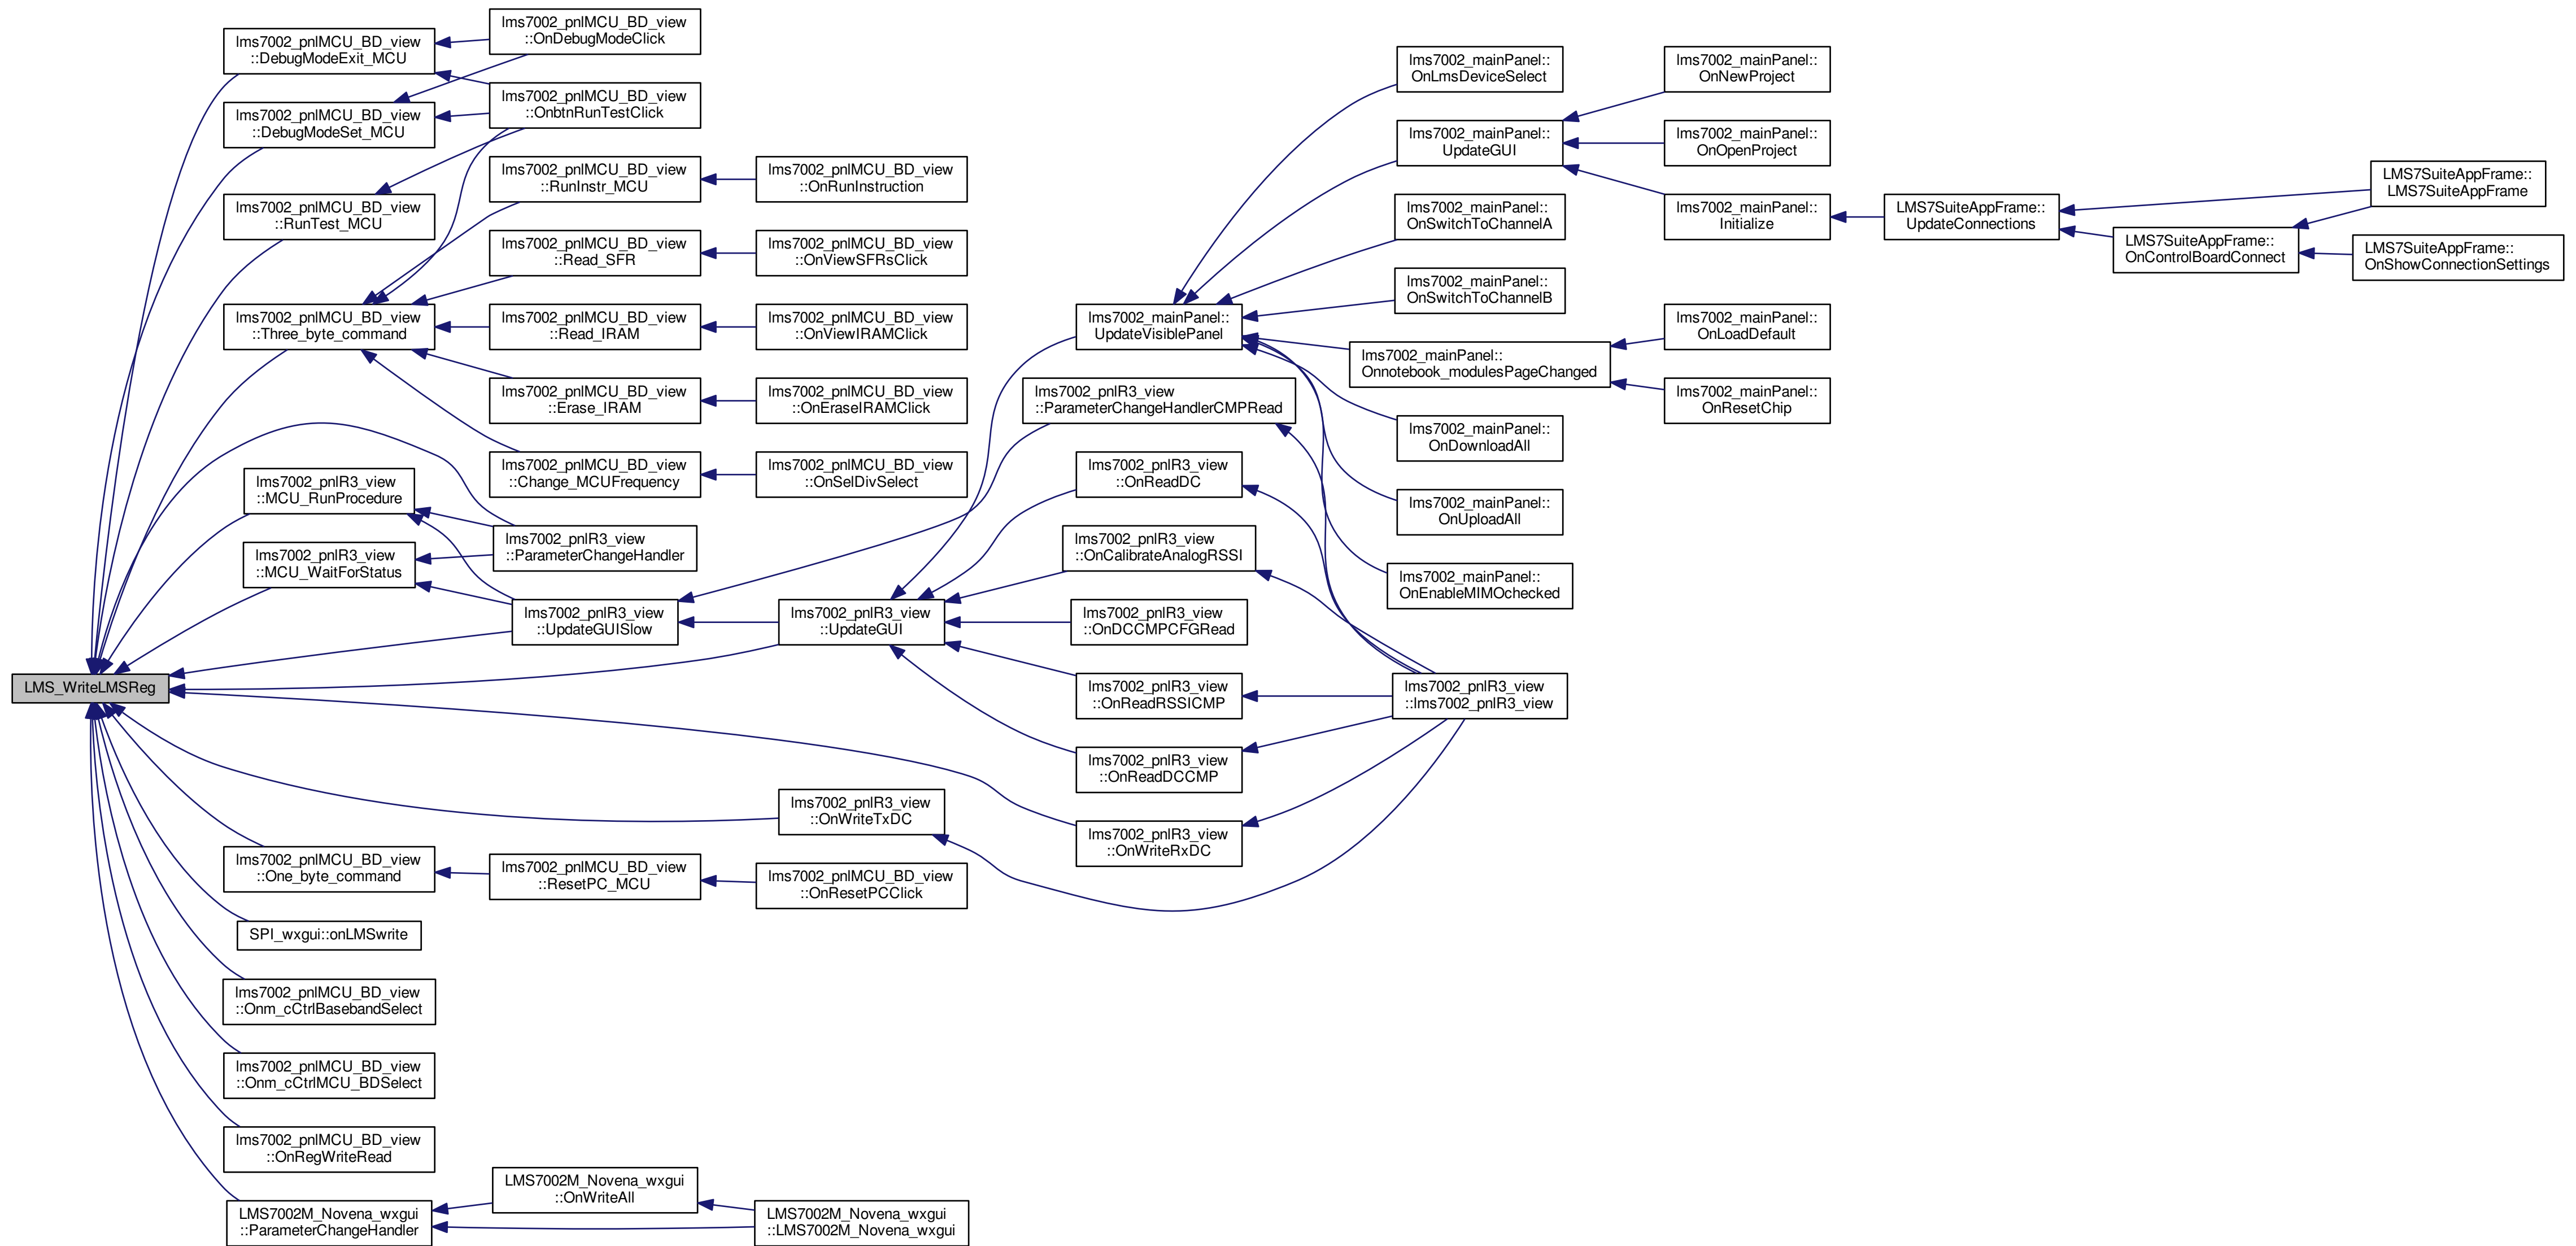 LMS_WriteLMSReg
lms7002_pnlMCU_BD_view
::DebugModeExit_MCU
lms7002_pnlMCU_BD_view
::DebugModeSet_MCU
lms7002_pnlMCU_BD_view
::RunTest_MCU
lms7002_pnlMCU_BD_view
::Three_byte_command
lms7002_pnlR3_view
::MCU_RunProcedure
lms7002_pnlR3_view
::MCU_WaitForStatus
lms7002_pnlMCU_BD_view
::One_byte_command
SPI_wxgui::onLMSwrite
lms7002_pnlMCU_BD_view
::Onm_cCtrlBasebandSelect
lms7002_pnlMCU_BD_view
::Onm_cCtrlMCU_BDSelect
lms7002_pnlMCU_BD_view
::OnRegWriteRead
LMS7002M_Novena_wxgui
::ParameterChangeHandler
lms7002_pnlMCU_BD_view
::OnDebugModeClick
lms7002_pnlMCU_BD_view
::OnbtnRunTestClick
lms7002_pnlMCU_BD_view
::RunInstr_MCU
lms7002_pnlMCU_BD_view
::Read_SFR
lms7002_pnlMCU_BD_view
::Read_IRAM
lms7002_pnlMCU_BD_view
::Erase_IRAM
lms7002_pnlMCU_BD_view
::Change_MCUFrequency
lms7002_pnlR3_view
::ParameterChangeHandler
lms7002_pnlR3_view
::UpdateGUISlow
lms7002_pnlMCU_BD_view
::ResetPC_MCU
LMS7002M_Novena_wxgui
::OnWriteAll
lms7002_pnlMCU_BD_view
::OnRunInstruction
lms7002_pnlMCU_BD_view
::OnViewSFRsClick
lms7002_pnlMCU_BD_view
::OnViewIRAMClick
lms7002_pnlMCU_BD_view
::OnEraseIRAMClick
lms7002_pnlMCU_BD_view
::OnSelDivSelect
lms7002_pnlR3_view
::UpdateGUI
lms7002_pnlR3_view
::OnWriteTxDC
lms7002_pnlMCU_BD_view
::OnResetPCClick
LMS7002M_Novena_wxgui
::LMS7002M_Novena_wxgui
lms7002_mainPanel::
UpdateVisiblePanel
lms7002_pnlR3_view
::ParameterChangeHandlerCMPRead
lms7002_pnlR3_view
::OnReadDC
lms7002_pnlR3_view
::OnCalibrateAnalogRSSI
lms7002_pnlR3_view
::OnDCCMPCFGRead
lms7002_pnlR3_view
::OnReadRSSICMP
lms7002_pnlR3_view
::OnReadDCCMP
lms7002_pnlR3_view
::OnWriteRxDC
lms7002_mainPanel::
OnLmsDeviceSelect
lms7002_mainPanel::
UpdateGUI
lms7002_mainPanel::
OnSwitchToChannelA
lms7002_mainPanel::
OnSwitchToChannelB
lms7002_mainPanel::
Onnotebook_modulesPageChanged
lms7002_mainPanel::
OnDownloadAll
lms7002_mainPanel::
OnUploadAll
lms7002_mainPanel::
OnEnableMIMOchecked
lms7002_pnlR3_view
::lms7002_pnlR3_view
lms7002_mainPanel::
OnNewProject
lms7002_mainPanel::
OnOpenProject
lms7002_mainPanel::
Initialize
lms7002_mainPanel::
OnLoadDefault
lms7002_mainPanel::
OnResetChip
LMS7SuiteAppFrame::
UpdateConnections
LMS7SuiteAppFrame::
OnControlBoardConnect
LMS7SuiteAppFrame::
LMS7SuiteAppFrame
LMS7SuiteAppFrame::
OnShowConnectionSettings